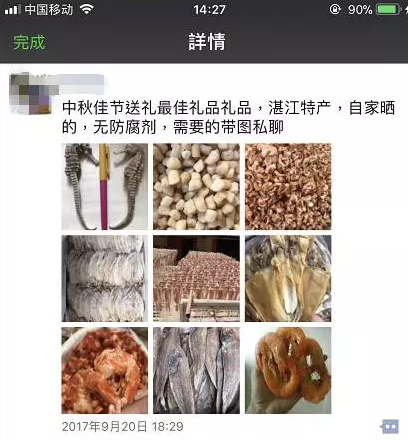 中国移动 14:27 90%
完成 詳情
中秋佳节送礼最佳礼品礼品，湛江特产，自家晒
的，无防腐剂，需要的带图私聊
2017年9月20日 18:29